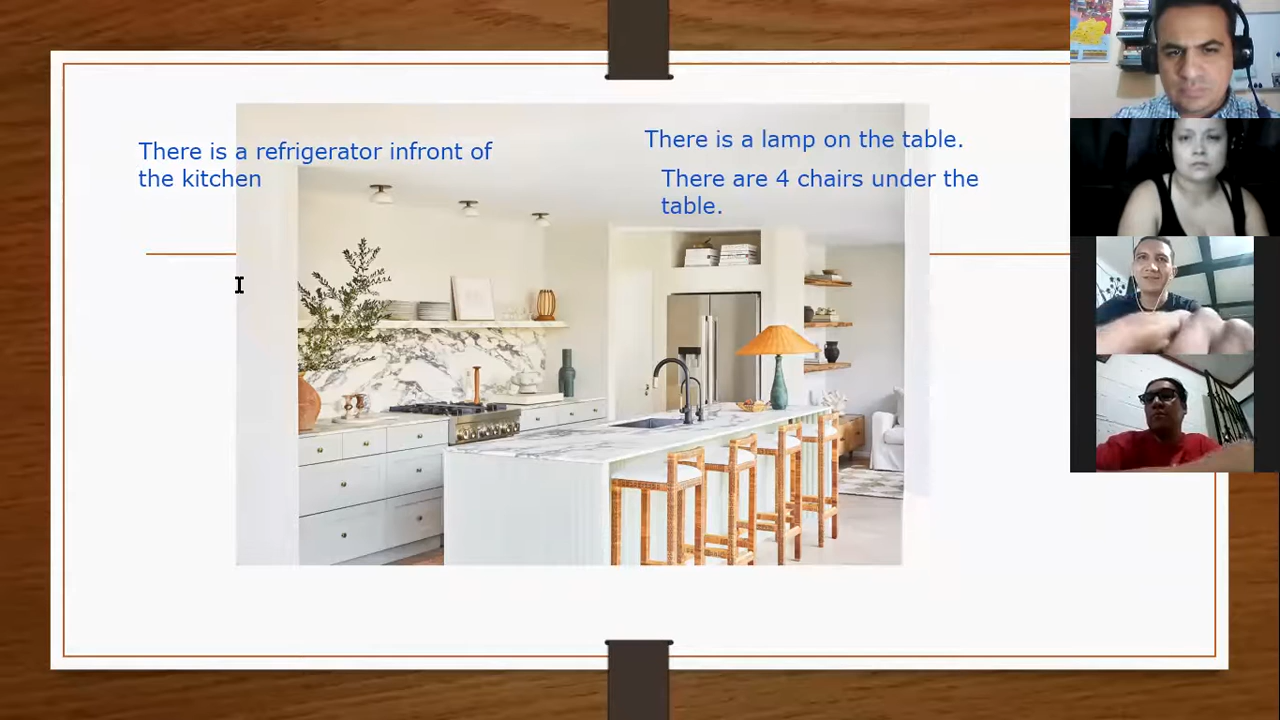 There is a refrigerator infront of
the kitchen
There is a lamp on the table.
There are 4 chairs under the
table.